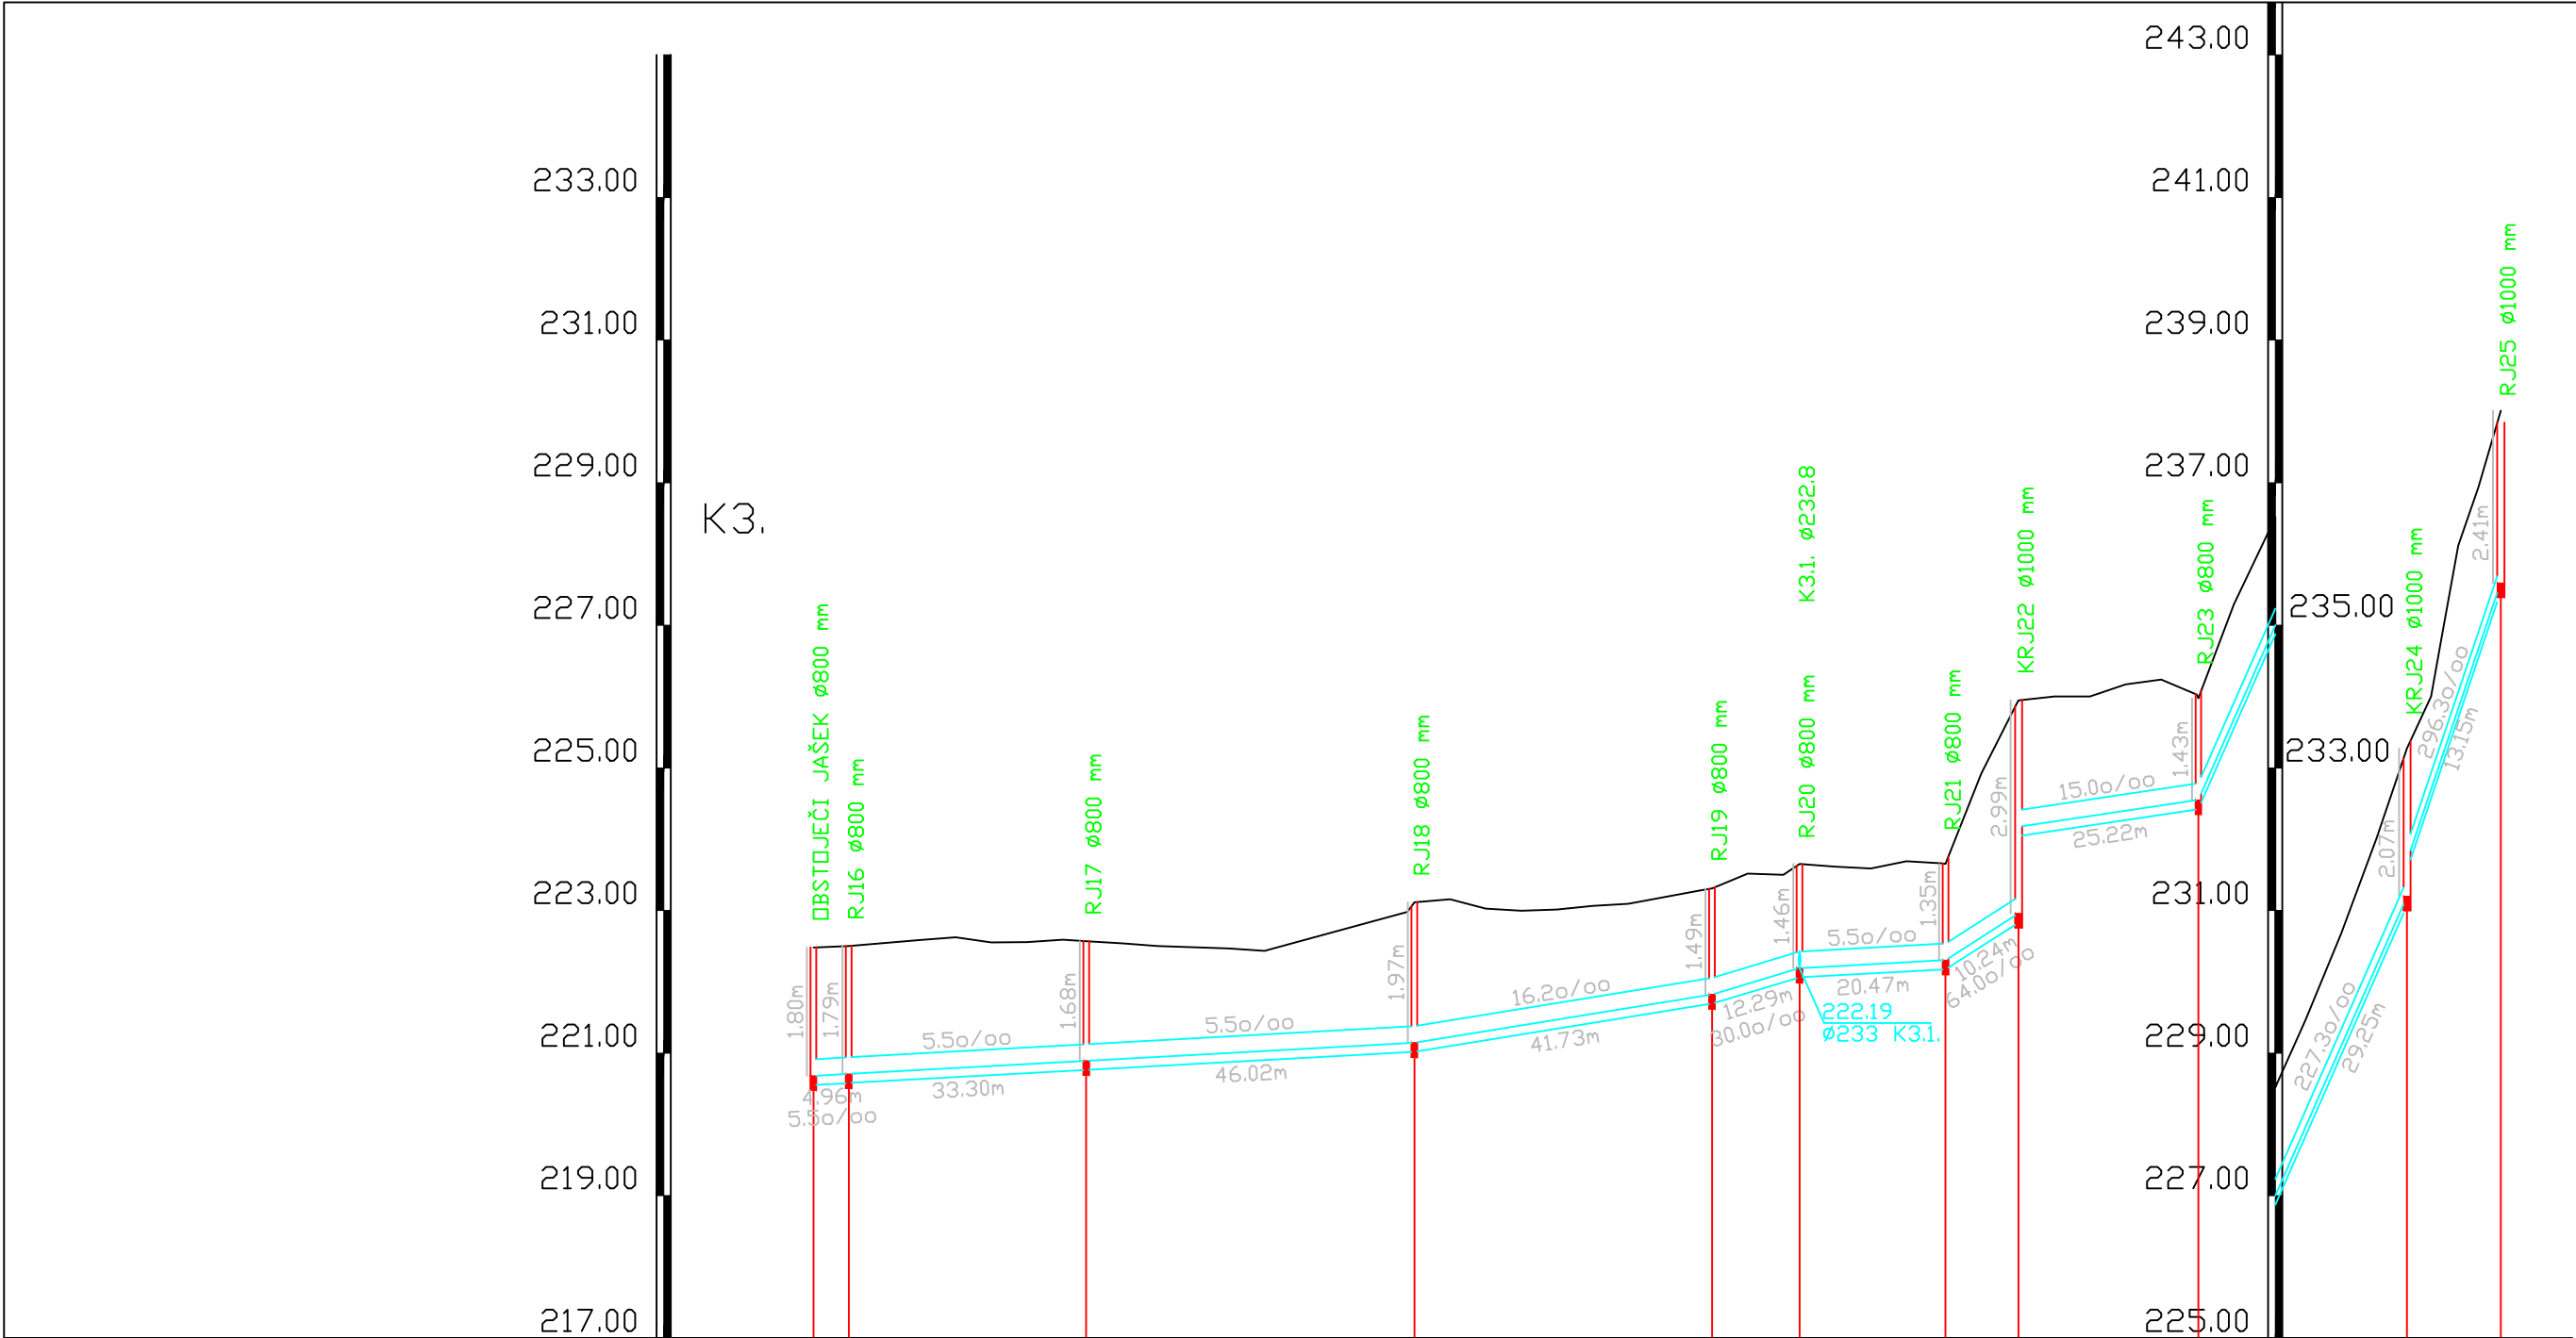 243.00
233.00
241.00
231.00
239.00
229.00
237.00
227.00
235.00
225.00
233.00
223.00
231.00
221.00
229.00
219.00
227.00
217.00
225.00
K3.
OBSTOJEČI JAŠEK ø800 mm
RJ16 ø800 mm
RJ17 ø800 mm
RJ18 ø800 mm
RJ19 ø800 mm
K3.1. ø232.8
RJ20 ø800 mm
RJ21 ø800 mm
KRJ22 ø1000 mm
RJ23 ø800 mm
KRJ24 ø1000 mm
RJ25 ø1000 mm
1.80m
1.79m
1.68m
1.97m
1.49m
1.46m
1.35m
2.99m
1.43m
2.07m
2.41m
4.96m
5.5o/oo
5.5o/oo
33.30m
5.5o/oo
46.02m
16.2o/oo
41.73m
12.29m
30.0o/oo
5.5o/oo
20.47m
222.19
ø233 K3.1.
10.24m
64.0o/oo
15.0o/oo
25.22m
227.3o/oo
29.25m
296.3o/oo
13.15m